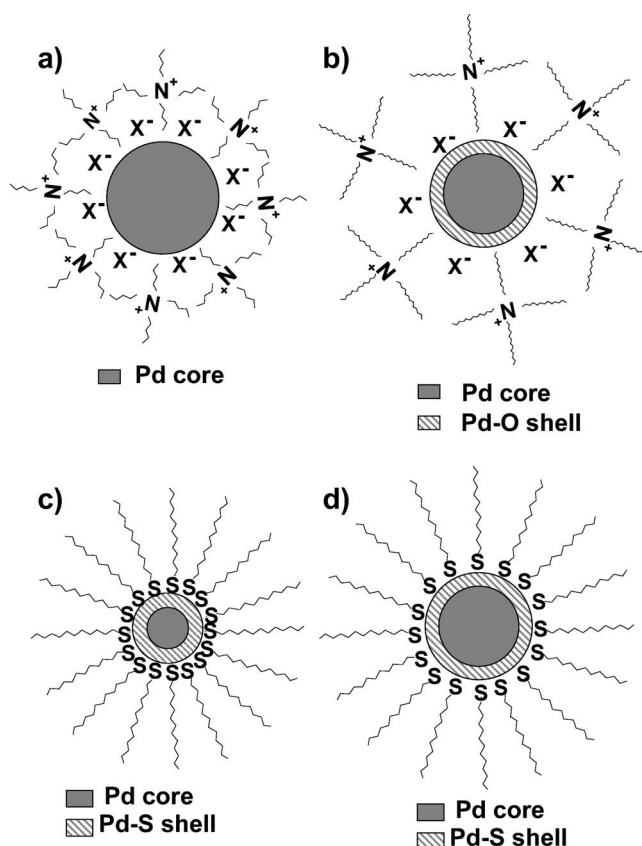 a)
b)
N+
N+
N+
N+
X- X-
X- X-
N+
N+
N+
X- X-
X- X-
N+
N+
X- X-
N+
X- X-
N+
N+
N+
X- X-
N+
N+
N+
Pd core
Pd core
Pd-O shell
c)
d)
S S S S S S S S S S S S S S S S
S S S S S S S S S S S S S S S S
Pd core
Pd-S shell
Pd core
Pd-S shell